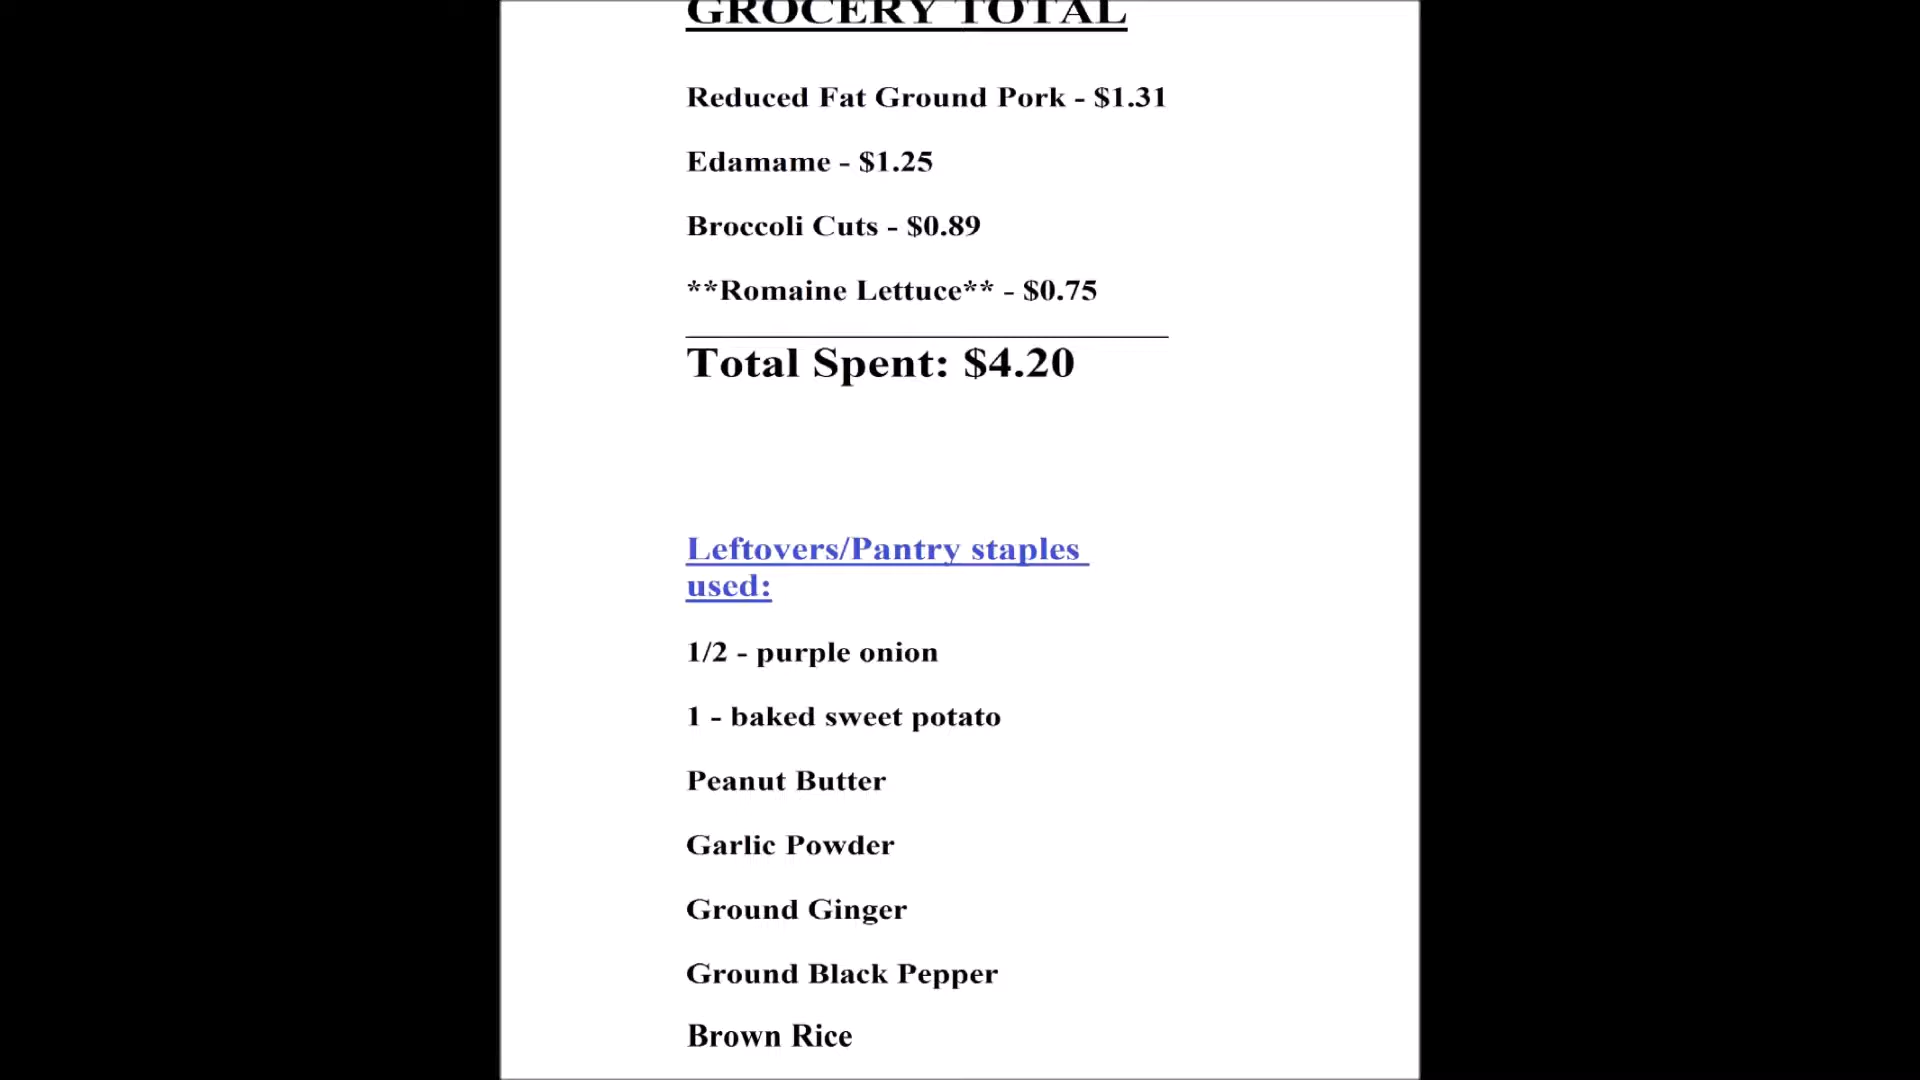 GROCERY TOTAL
Reduced Fat Ground Pork - $1.31
Edamame - $1.25
Broccoli Cuts - $0.89
**Romaine Lettuce** - $0.75
Total Spent: $4.20
Leftovers/Pantry staples
used:
1/2 - purple onion
1 - baked sweet potato
Peanut Butter
Garlic Powder
Ground Ginger
Ground Black Pepper
Brown Rice